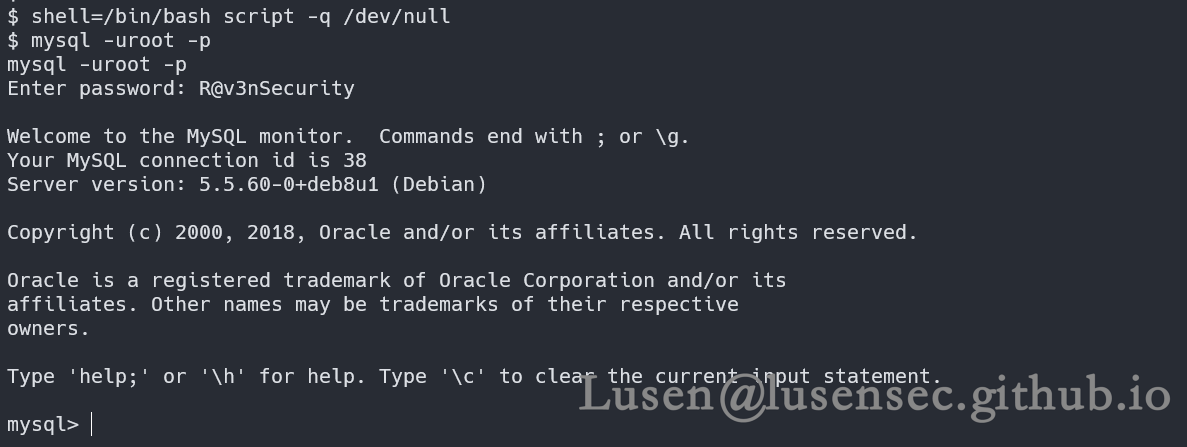 $ shell=/bin/bash script -q /dev/null
$ mysql -uroot -p
mysql -uroot -p
Enter password: R@v3nSecurity
Welcome to the MySQL monitor.  Commands end with ; or \g.
Your MySQL connection id is 38
Server version: 5.5.60-0+deb8u1 (Debian)
Copyright (c) 2000, 2018, Oracle and/or its affiliates. All rights reserved.
Oracle is a registered trademark of Oracle Corporation and/or its
affiliates. Other names may be trademarks of their respective
owners.
Type 'help;' or '\h' for help. Type '\c' to clear the current input statement.
Lusen@lusensec.github.io
mysql>